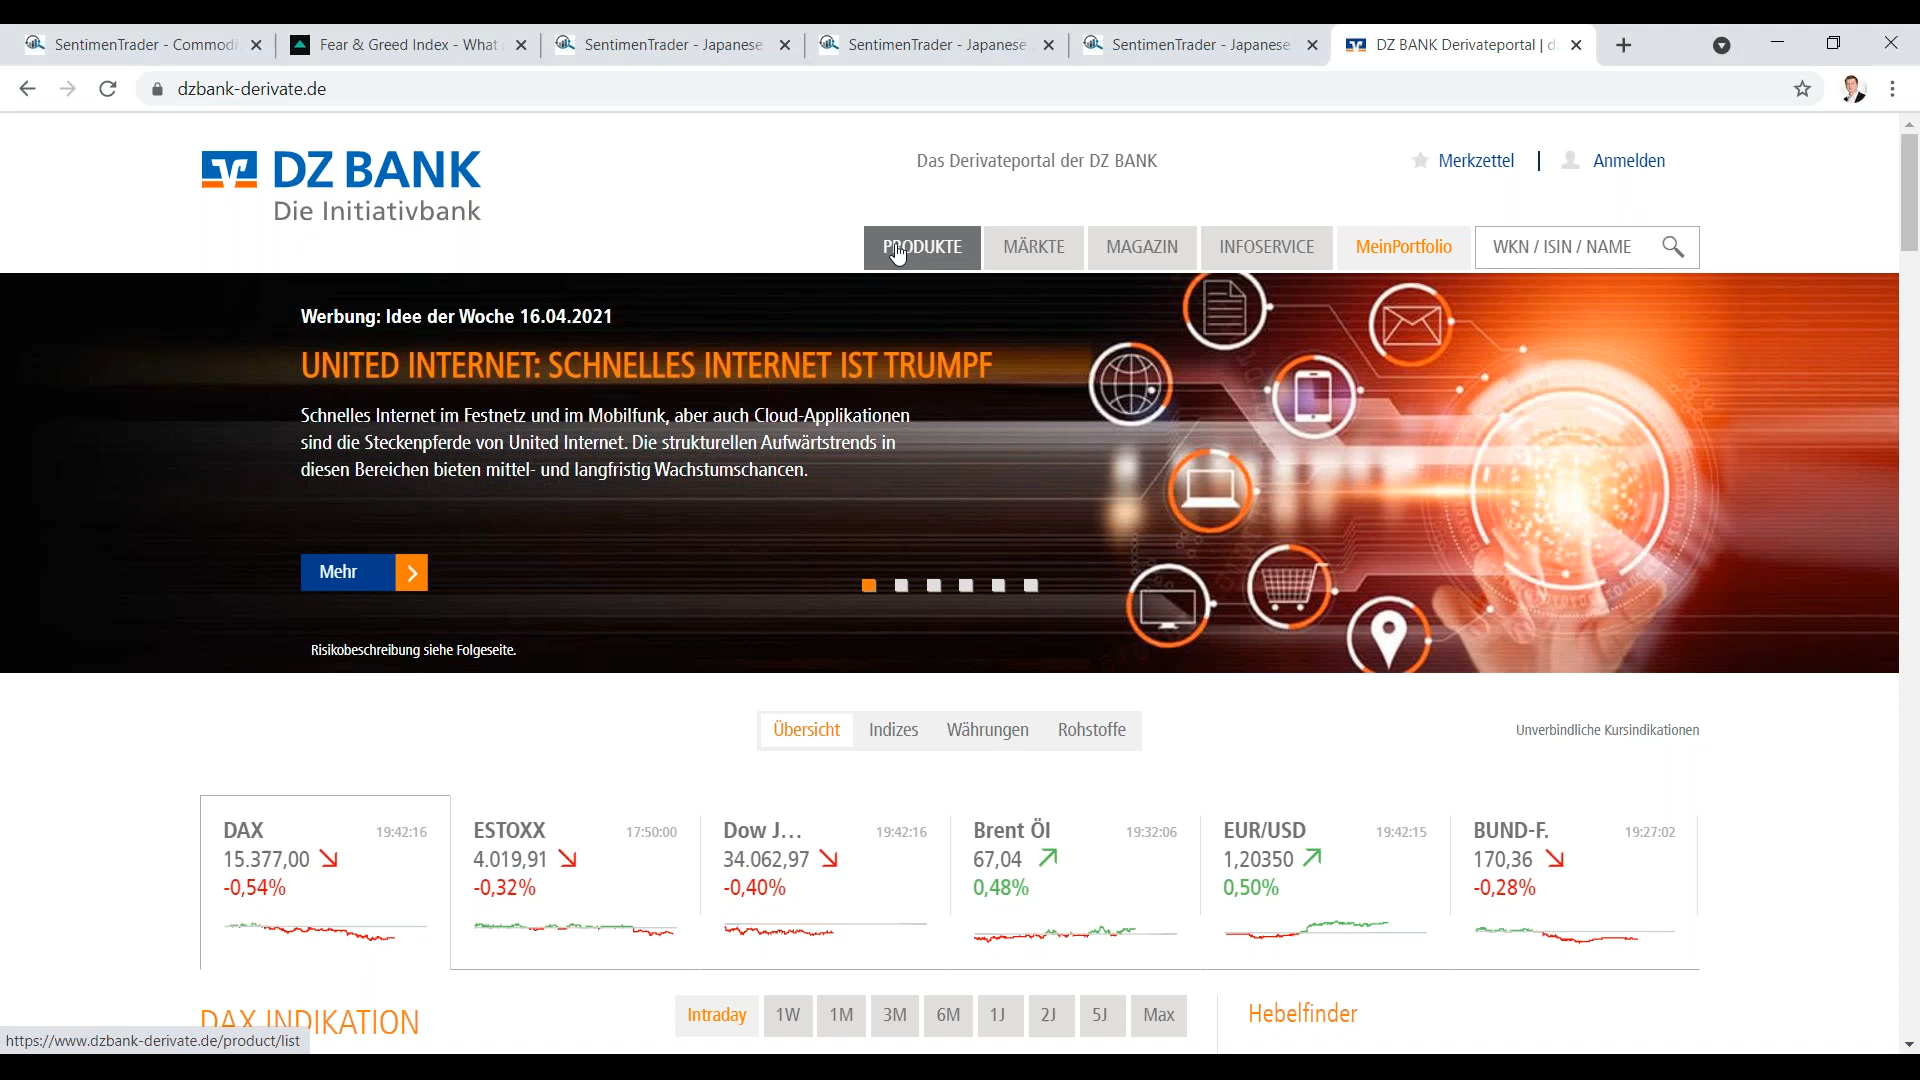 SentimenTrader - Commodi
Fear & Greed Index - What
SentimenTrader - Japanese
SentimenTrader - Japanese
SentimenTrader - Japanese
DZ BANK Derivateportal | d
dzbank-derivate.de
DZ BANK
Die Initiativbank
Das Derivateportal der DZ BANK
Merkzettel
Anmelden
PRODUKTE
MÄRKTE
MAGAZIN
INFOSERVICE
MeinPortfolio
WKN / ISIN / NAME
Werbung: Idee der Woche 16.04.2021
UNITED INTERNET: SCHNELLES INTERNET IST TRUMPF
Schnelles Internet im Festnetz und im Mobilfunk, aber auch Cloud-Applikationen
sind die Steckenpferde von United Internet. Die strukturellen Aufwärtstrends in
diesen Bereichen bieten mittel- und langfristig Wachstumschancen.
Mehr
Risikobeschreibung siehe Folgeseite.
Übersicht
Indizes
Währungen
Rohstoffe
Unverbindliche Kursindikationen
DAX 19:42:16
15.377,00
-0,54%
ESTOXX 17:50:00
4.019,91
-0,32%
Dow J... 19:42:16
34.062,97
-0,40%
Brent Öl 19:32:06
67,04
0,48%
EUR/USD 19:42:15
1,20350
0,50%
BUND-F. 19:27:02
170,36
-0,28%
DAX INDIKATION
Intraday
1W
1M
3M
6M
1J
2J
5J
Max
Hebelfinder
https://www.dzbank-derivate.de/product/list